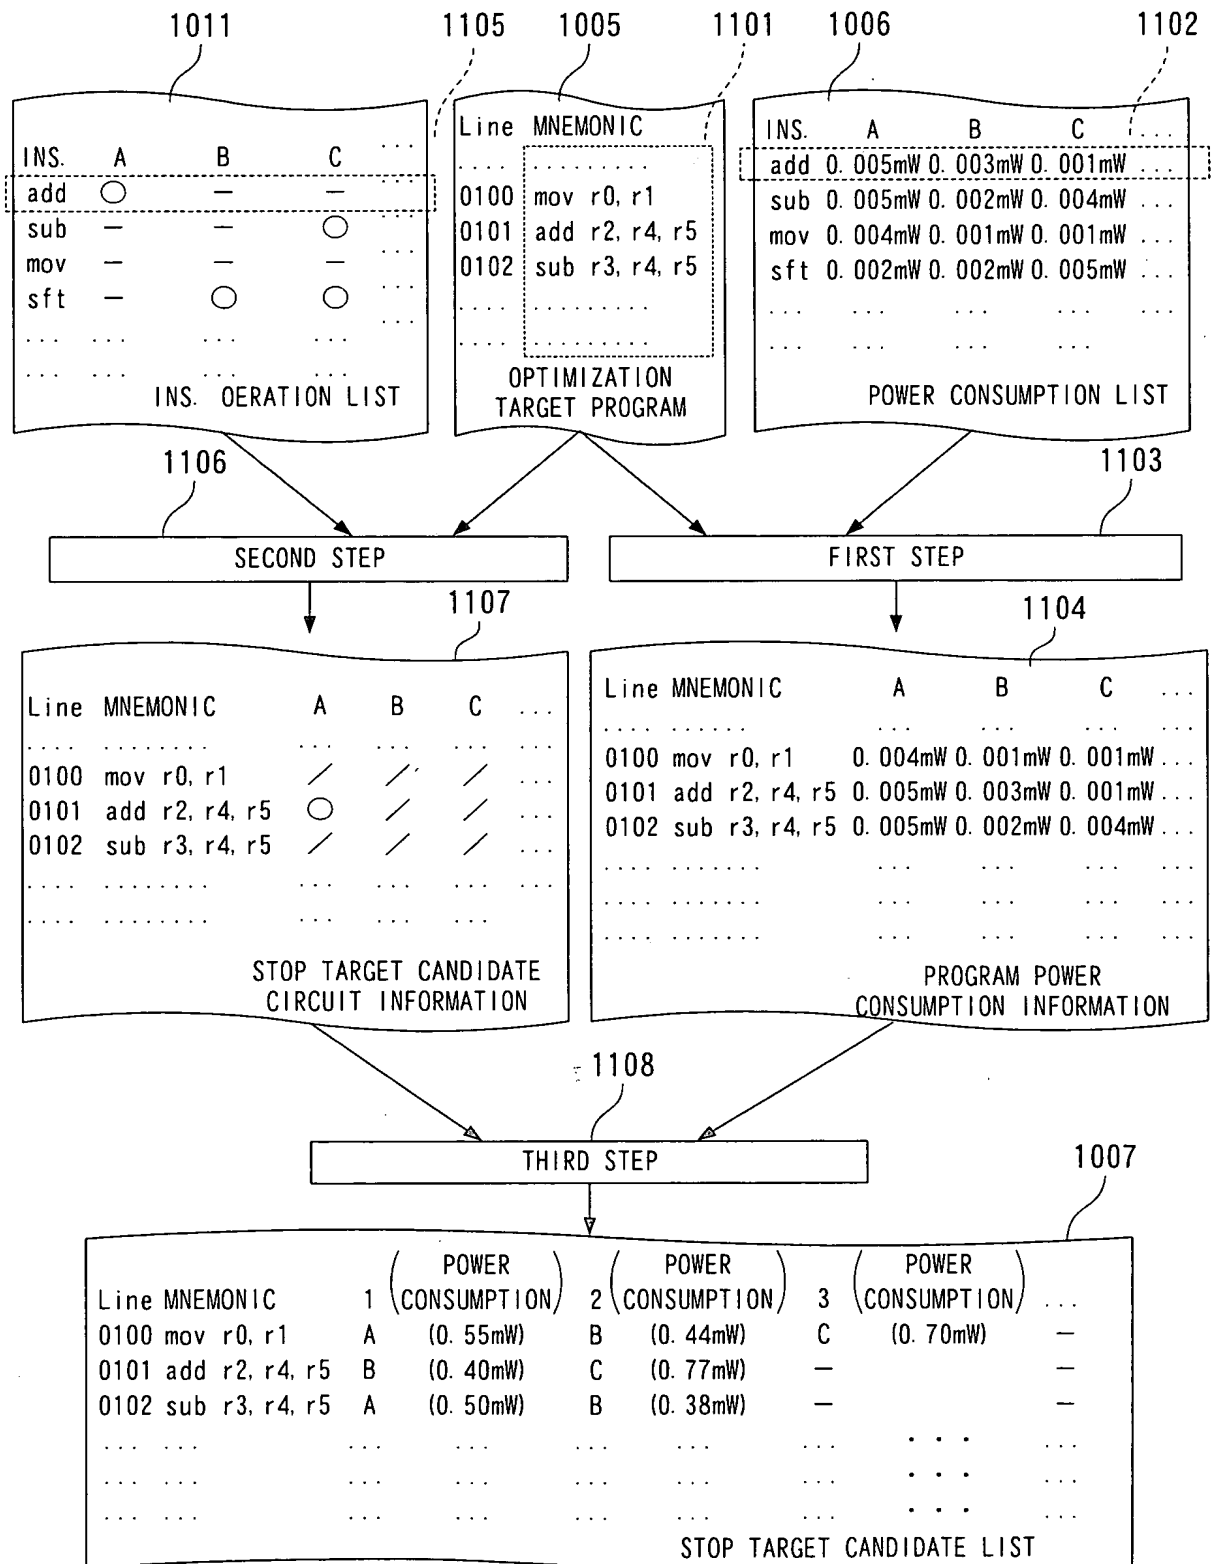 1011 1105 1005 1101 1006 1102
INS. A B C ...
add ○ — — ...
sub — — ○ ...
mov — — —
sft — ○ ○ ...
... ... ... ... ...
... ... ... ...
INS. OERATION LIST
Line MNEMONIC
.... .........
0100 mov r0, r1
0101 add r2, r4, r5
0102 sub r3, r4, r5
.... .........
.... .........
OPTIMIZATION
TARGET PROGRAM
INS. A B C ...
add 0.005mW 0.003mW 0.001mW ...
sub 0.005mW 0.002mW 0.004mW ...
mov 0.004mW 0.001mW 0.001mW ...
sft 0.002mW 0.002mW 0.005mW ...
... ... ... ... ...
... ... ... ...
POWER CONSUMPTION LIST
1106 1103
SECOND STEP
FIRST STEP
1107 1104
Line MNEMONIC A B C ...
.... ........ ... ... ... ...
0100 mov r0, r1 / / / ...
0101 add r2, r4, r5 ○ / / ...
0102 sub r3, r4, r5 / / / ...
.... ........ ... ... ... ...
.... ........ ... ... ...
STOP TARGET CANDIDATE
CIRCUIT INFORMATION
Line MNEMONIC A B C ...
.... ...... ... ... ... ...
0100 mov r0, r1 0.004mW 0.001mW 0.001mW ...
0101 add r2, r4, r5 0.005mW 0.003mW 0.001mW ...
0102 sub r3, r4, r5 0.005mW 0.002mW 0.004mW ...
.... ....... ... ... ... ...
.... ....... ... ... ... ...
.... ....... ... ... ... ...
PROGRAM POWER
CONSUMPTION INFORMATION
1108
THIRD STEP
1007
Line MNEMONIC 1 (POWER CONSUMPTION) 2 (POWER CONSUMPTION) 3 (POWER CONSUMPTION) ...
0100 mov r0, r1 A (0.55mW) B (0.44mW) C (0.70mW) —
0101 add r2, r4, r5 B (0.40mW) C (0.77mW) — —
0102 sub r3, r4, r5 A (0.50mW) B (0.38mW) — —
... ... ... ... ... ... ... ... ...
... ... ... ... ... ... ... ... ...
... ... ... ... ... ... ... ... ...
STOP TARGET CANDIDATE LIST